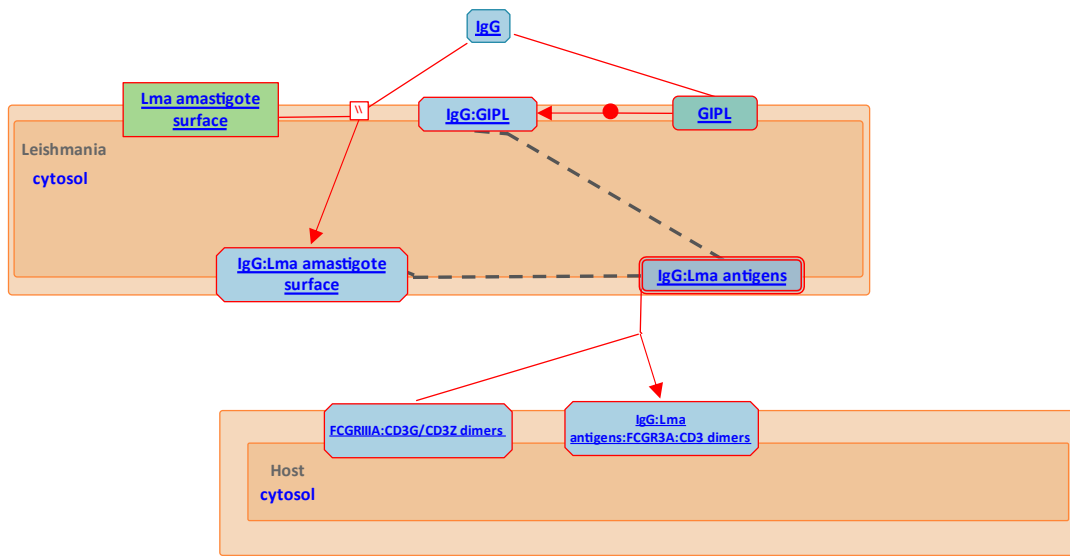 IgG
Lma amastigote
surface
\\
IgG:GIPL
GIPL
Leishmania
cytosol
IgG:Lma amastigote
surface
IgG:Lma antigens
FCGRIIIA:CD3G/CD3Z dimers
IgG:Lma
antigens:FCGR3A:CD3 dimers
Host
cytosol